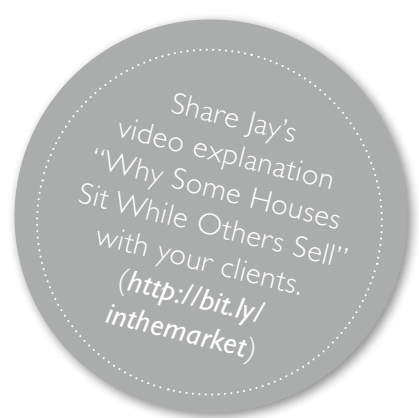 Share Jay's
video explanation
“Why Some Houses
Sit While Others Sell”
with your clients.
(http://bit.ly/
inthemarket)